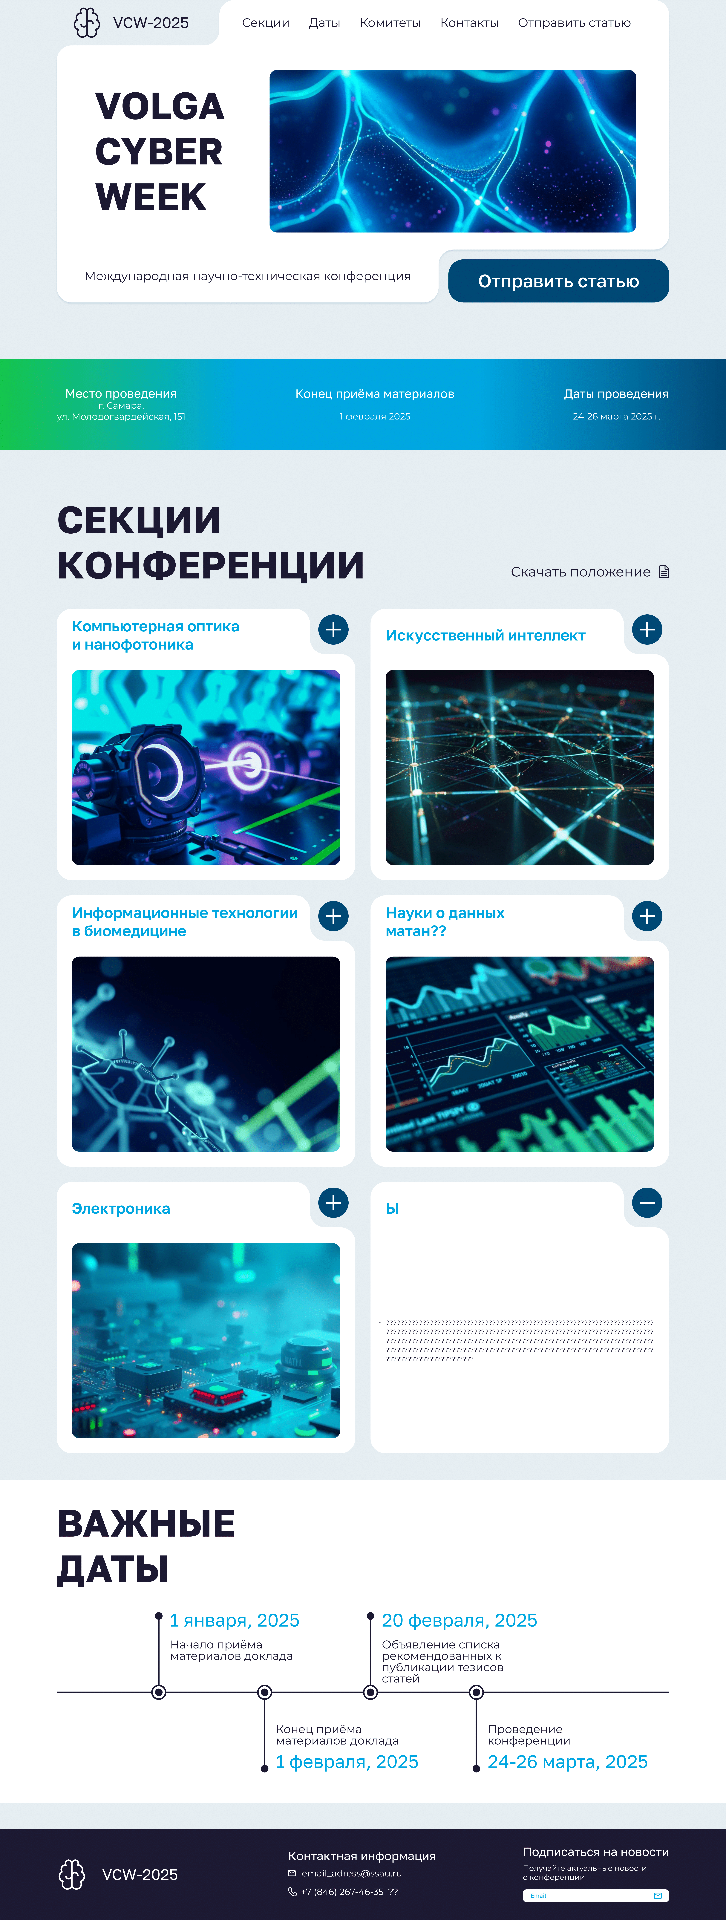 VCW-2025
Секции Даты Комитеты Контакты Отправить статью
VOLGA
CYBER
WEEK
Международная научно-техническая конференция
Отправить статью
Место проведения
г. Самара,
ул. Молодогвардейская, 151
Конец приёма материалов
1 февраля 2025
Даты проведения
24-26 марта 2025 г.
СЕКЦИИ
КОНФЕРЕНЦИИ
Скачать положение
Компьютерная оптика
и нанофотоника
Искусственный интеллект
Информационные технологии
в биомедицине
Науки о данных
матан??
Электроника
Ы
ВАЖНЫЕ
ДАТЫ
1 января, 2025
Начало приёма
материалов доклада
20 февраля, 2025
Объявление списка
рекомендованных к
публикации тезисов
статей
Конец приёма
материалов доклада
1 февраля, 2025
Проведение
конференции
24-26 марта, 2025
VCW-2025
Контактная информация
email_adress@ssau.ru
+7 (846) 267-46-35 ??
Подписаться на новости
Получайте актуальные новости
с конференции
Email